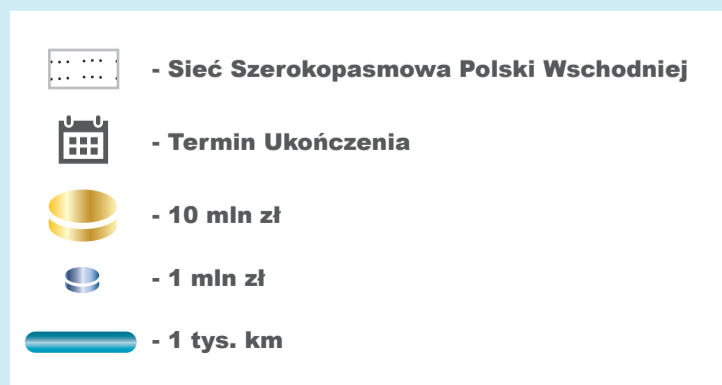 - Sieć Szerokopasmowa Polski Wschodniej
- Termin Ukończenia
- 10 mln zł
- 1 mln zł
- 1 tys. km